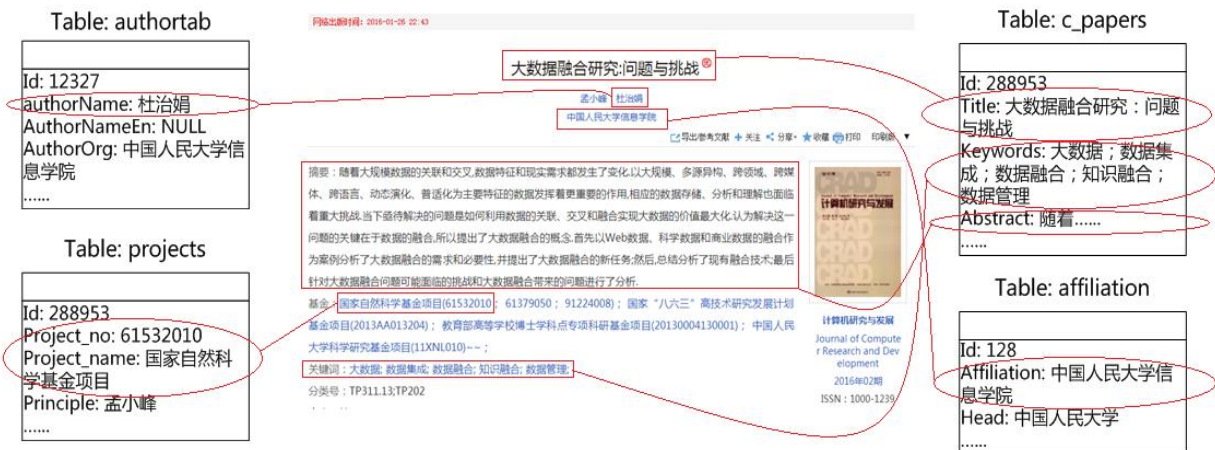 Table: authortab
Id: 12327
authorName: 杜治娟
AuthorNameEn: NULL
AuthorOrg: 中国人民大学信
息学院
......
Table: projects
Id: 288953
Project_no: 61532010
Project_name: 国家自然科
学基金项目
Principle: 孟小峰
......
网络出版时间: 2016-01-26 22:43
大数据融合研究:问题与挑战
孟小峰 杜治娟
中国人民大学信息学院
导出/参考文献 关注 分享 收藏 打印
摘要：随着大规模数据的关联和交叉,数据特征和现实需求都发生了变化.以大规模、多源异构、跨领域、跨媒
体、跨语言、动态演化、普适化为主要特征的数据发挥着更重要的作用,相应的数据存储、分析和理解也面临
着重大挑战.当下亟待解决的问题是如何利用数据的关联、交叉和融合实现大数据的价值最大化.认为解决这一
问题的关键在于数据的融合,所以提出了大数据融合的概念.首先以Web数据、科学数据和商业数据的融合作
为案例分析了大数据融合的需求和必要性,并提出了大数据融合的新任务;然后,总结分析了现有融合技术;最后
针对大数据融合问题可能面临的挑战和大数据融合带来的问题进行了分析.
基金：国家自然科学基金项目(61532010；61379050；91224008)；国家“八六三”高技术研究发展计划
基金项目(2013AA013204)；教育部高等学校博士学科点专项科研基金项目(20130004130001)；中国人民
大学科学研究基金项目(11XNL010)~~；
关键词：大数据; 数据集成; 数据融合; 知识融合; 数据管理;
分类号：TP311.13;TP202
CRAD
计算机研究与发展
计算机研究与发展
Journal of Compute
r Research and Dev
elopment
2016年02期
ISSN：1000-1239
Table: c_papers
Id: 288953
Title: 大数据融合研究：问题
与挑战
Keywords: 大数据；数据集
成；数据融合；知识融合；
数据管理
Abstract: 随着......
......
Table: affiliation
Id: 128
Affiliation: 中国人民大学信
息学院
Head: 中国人民大学
......